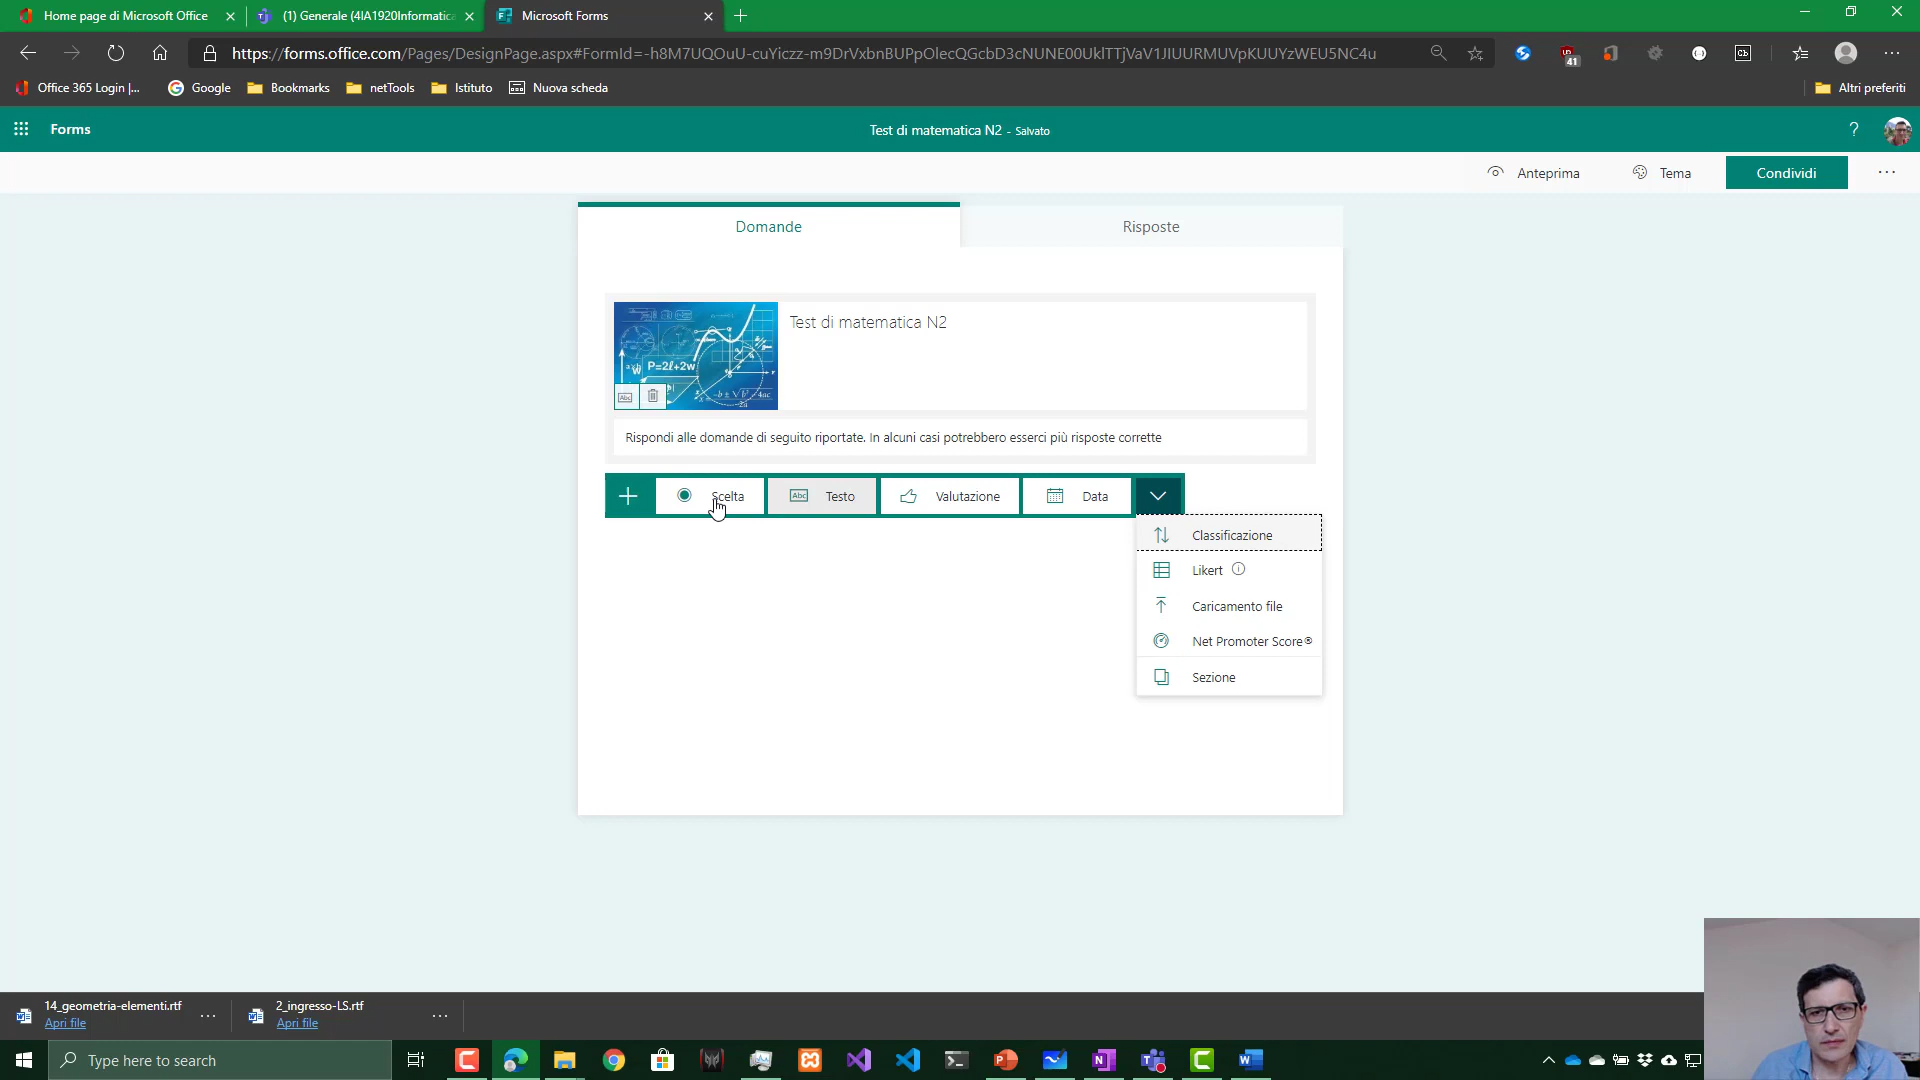 Home page di Microsoft Office
(1) Generale (4IA1920Informatica
Microsoft Forms
https://forms.office.com/Pages/DesignPage.aspx#FormId=-h8M7UQOuU-cuYiczz-m9DrVxbnBUPpOlecQGcbD3cNUNE00UklTTjVaV1JIUURMUVpKUUYzWEU5NC4u
41
Office 365 Login |...
Google
Bookmarks
netTools
Istituto
Nuova scheda
Altri preferiti
Forms
Test di matematica N2 - Salvato
?
Anteprima
Tema
Condividi
Domande
Risposte
Test di matematica N2
P=2ℓ+2w
Abc
Rispondi alle domande di seguito riportate. In alcuni casi potrebbero esserci più risposte corrette
Scelta
Abc Testo
Valutazione
Data
Classificazione
Likert
Caricamento file
Net Promoter Score®
Sezione
14_geometria-elementi.rtf
Apri file
2_ingresso-LS.rtf
Apri file
Type here to search